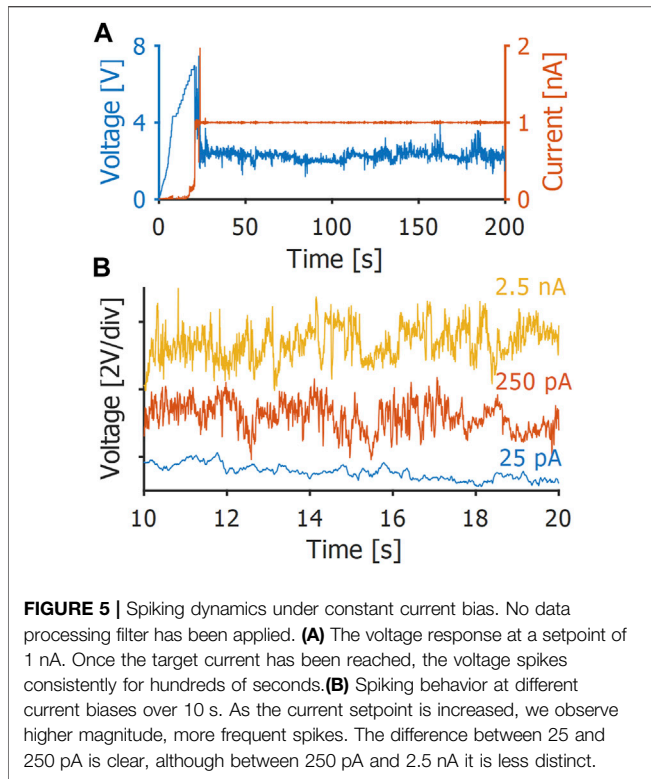 A
8
2
Voltage [V]
Current [nA]
4
1
0
0
0
50
100
150
200
Time [s]
B
2.5 nA
Voltage [2V/div]
250 pA
25 pA
10
12
14
16
18
20
Time [s]
FIGURE 5 | Spiking dynamics under constant current bias. No data
processing filter has been applied. (A) The voltage response at a setpoint of
1 nA. Once the target current has been reached, the voltage spikes
consistently for hundreds of seconds.(B) Spiking behavior at different
current biases over 10 s. As the current setpoint is increased, we observe
higher magnitude, more frequent spikes. The difference between 25 and
250 pA is clear, although between 250 pA and 2.5 nA it is less distinct.